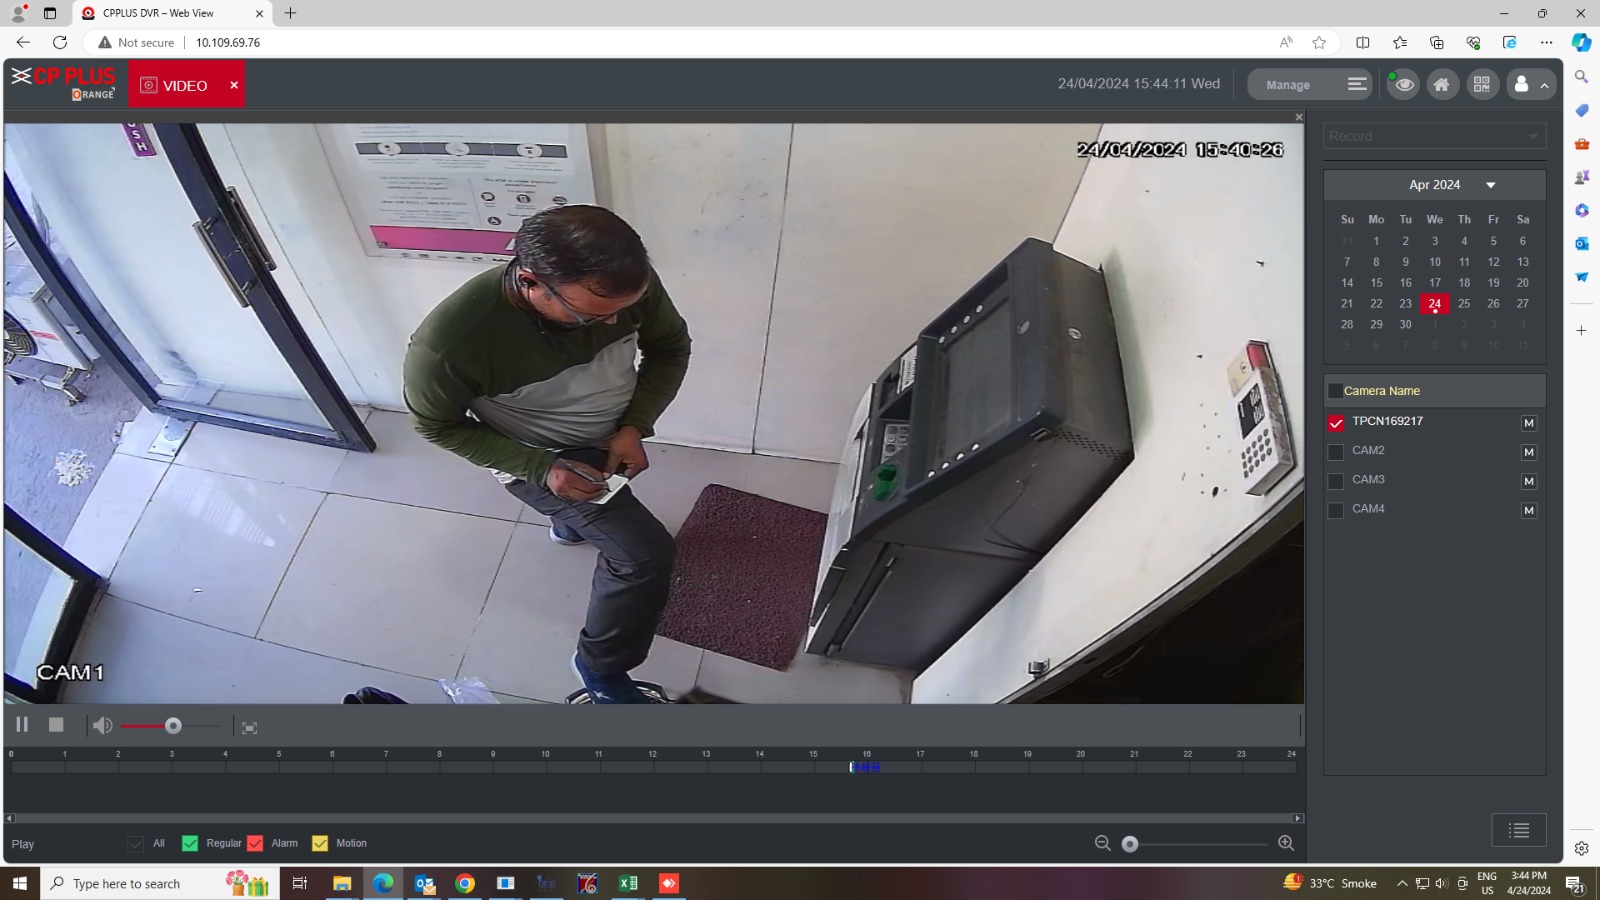 CPPLUS DVR – Web View
Not secure
10.109.69.76
CP PLUS
ORANGE
VIDEO
24/04/2024 15:44:11 Wed
Manage
24/04/2024 15:40:26
CAM1
Record
Apr 2024
Su Mo Tu We Th Fr Sa
31 1 2 3 4 5 6
7 8 9 10 11 12 13
14 15 16 17 18 19 20
21 22 23 24 25 26 27
28 29 30 1 2 3 4
5 6 7 8 9 10 11
Camera Name
TPCN169217 M
CAM2 M
CAM3 M
CAM4 M
0 1 2 3 4 5 6 7 8 9 10 11 12 13 14 15 16 17 18 19 20 21 22 23 24
Play
All
Regular
Alarm
Motion
Type here to search
33°C Smoke
ENG
US
3:44 PM
4/24/2024
21